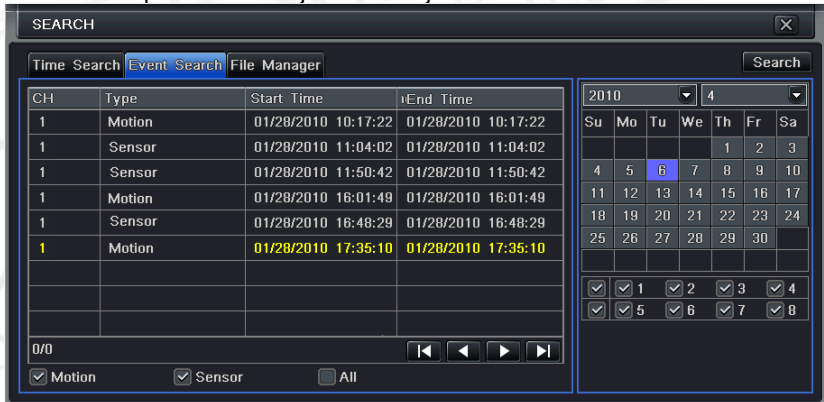 SEARCH
Time Search Event Search File Manager Search
CH Type Start Time End Time
1 Motion 01/28/2010 10:17:22 01/28/2010 10:17:22
1 Sensor 01/28/2010 11:04:02 01/28/2010 11:04:02
1 Sensor 01/28/2010 11:50:42 01/28/2010 11:50:42
1 Motion 01/28/2010 16:01:49 01/28/2010 16:01:49
1 Sensor 01/28/2010 16:48:29 01/28/2010 16:48:29
1 Motion 01/28/2010 17:35:10 01/28/2010 17:35:10
0/0
Motion Sensor All
2010 4
Su Mo Tu We Th Fr Sa
1 2 3
4 5 6 7 8 9 10
11 12 13 14 15 16 17
18 19 20 21 22 23 24
25 26 27 28 29 30
1 2 3 4
5 6 7 8